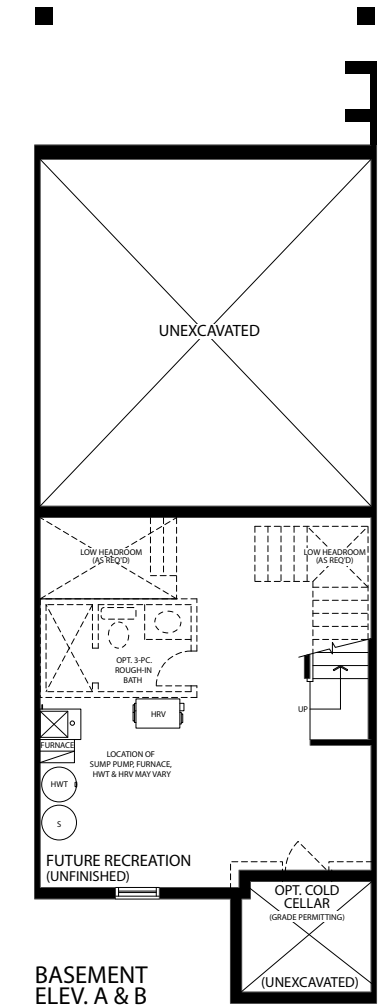 UNEXCAVATED
LOW HEADROOM
(AS REQ'D)
LOW HEADROOM
(AS REQ'D)
OPT. 3-PC.
ROUGH-IN
BATH
HRV
UP
FURNACE
LOCATION OF
SUMP PUMP, FURNACE,
HWT & HRV MAY VARY
HWT
S
FUTURE RECREATION
(UNFINISHED)
OPT. COLD
CELLAR
(GRADE PERMITTING)
(UNEXCAVATED)
BASEMENT
ELEV. A & B